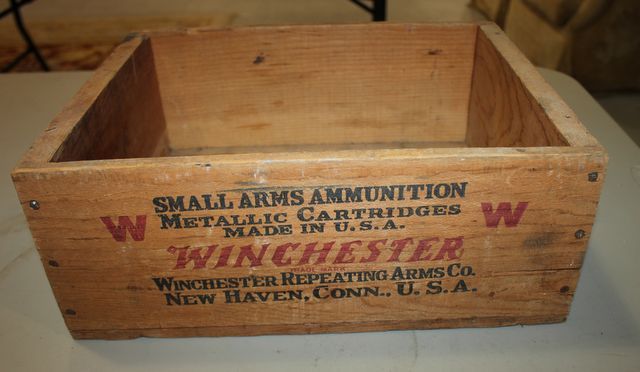 SMALL ARMS AMMUNITION
METALLIC CARTRIDGES
W MADE IN U.S.A. W
WINCHESTER
TRADE MARK
WINCHESTER REPEATING ARMS CO.
NEW HAVEN, CONN., U.S.A.